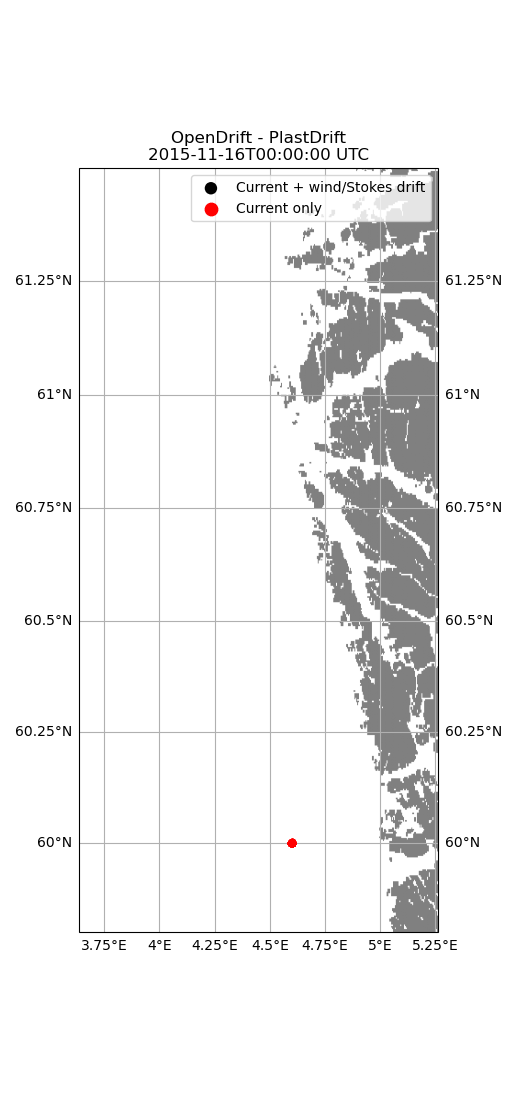 OpenDrift - PlastDrift
2015-11-16T00:00:00 UTC
Current + wind/Stokes drift
Current only
61.25°N 61.25°N
61°N 61°N
60.75°N 60.75°N
60.5°N 60.5°N
60.25°N 60.25°N
60°N 60°N
3.75°E 4°E 4.25°E 4.5°E 4.75°E 5°E 5.25°E